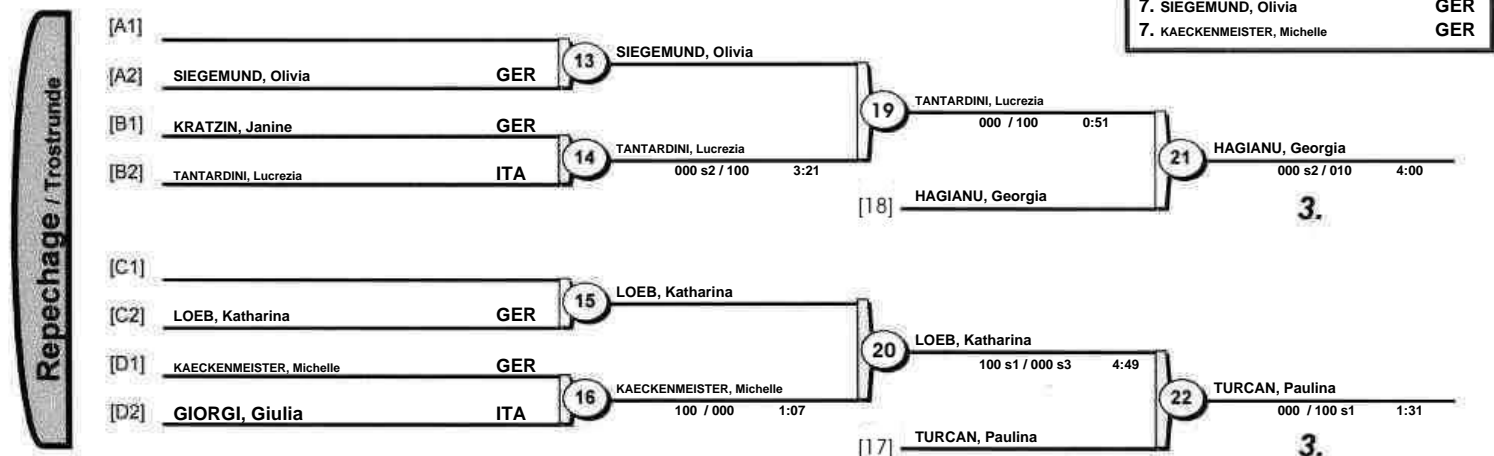 7. SIEGEMUND, Olivia GER
7. KAECKENMEISTER, Michelle GER
Repechage / Trostrunde
[A1]
[A2] SIEGEMUND, Olivia GER
13 SIEGEMUND, Olivia
[B1] KRATZIN, Janine GER
[B2] TANTARDINI, Lucrezia ITA
14 TANTARDINI, Lucrezia
000 s2 / 100 3:21
19 TANTARDINI, Lucrezia
000 / 100 0:51
[18] HAGIANU, Georgia
21 HAGIANU, Georgia
000 s2 / 010 4:00
3.
[C1]
[C2] LOEB, Katharina GER
15 LOEB, Katharina
[D1] KAECKENMEISTER, Michelle GER
[D2] GIORGI, Giulia ITA
16 KAECKENMEISTER, Michelle
100 / 000 1:07
20 LOEB, Katharina
100 s1 / 000 s3 4:49
[17] TURCAN, Paulina
22 TURCAN, Paulina
000 / 100 s1 1:31
3.